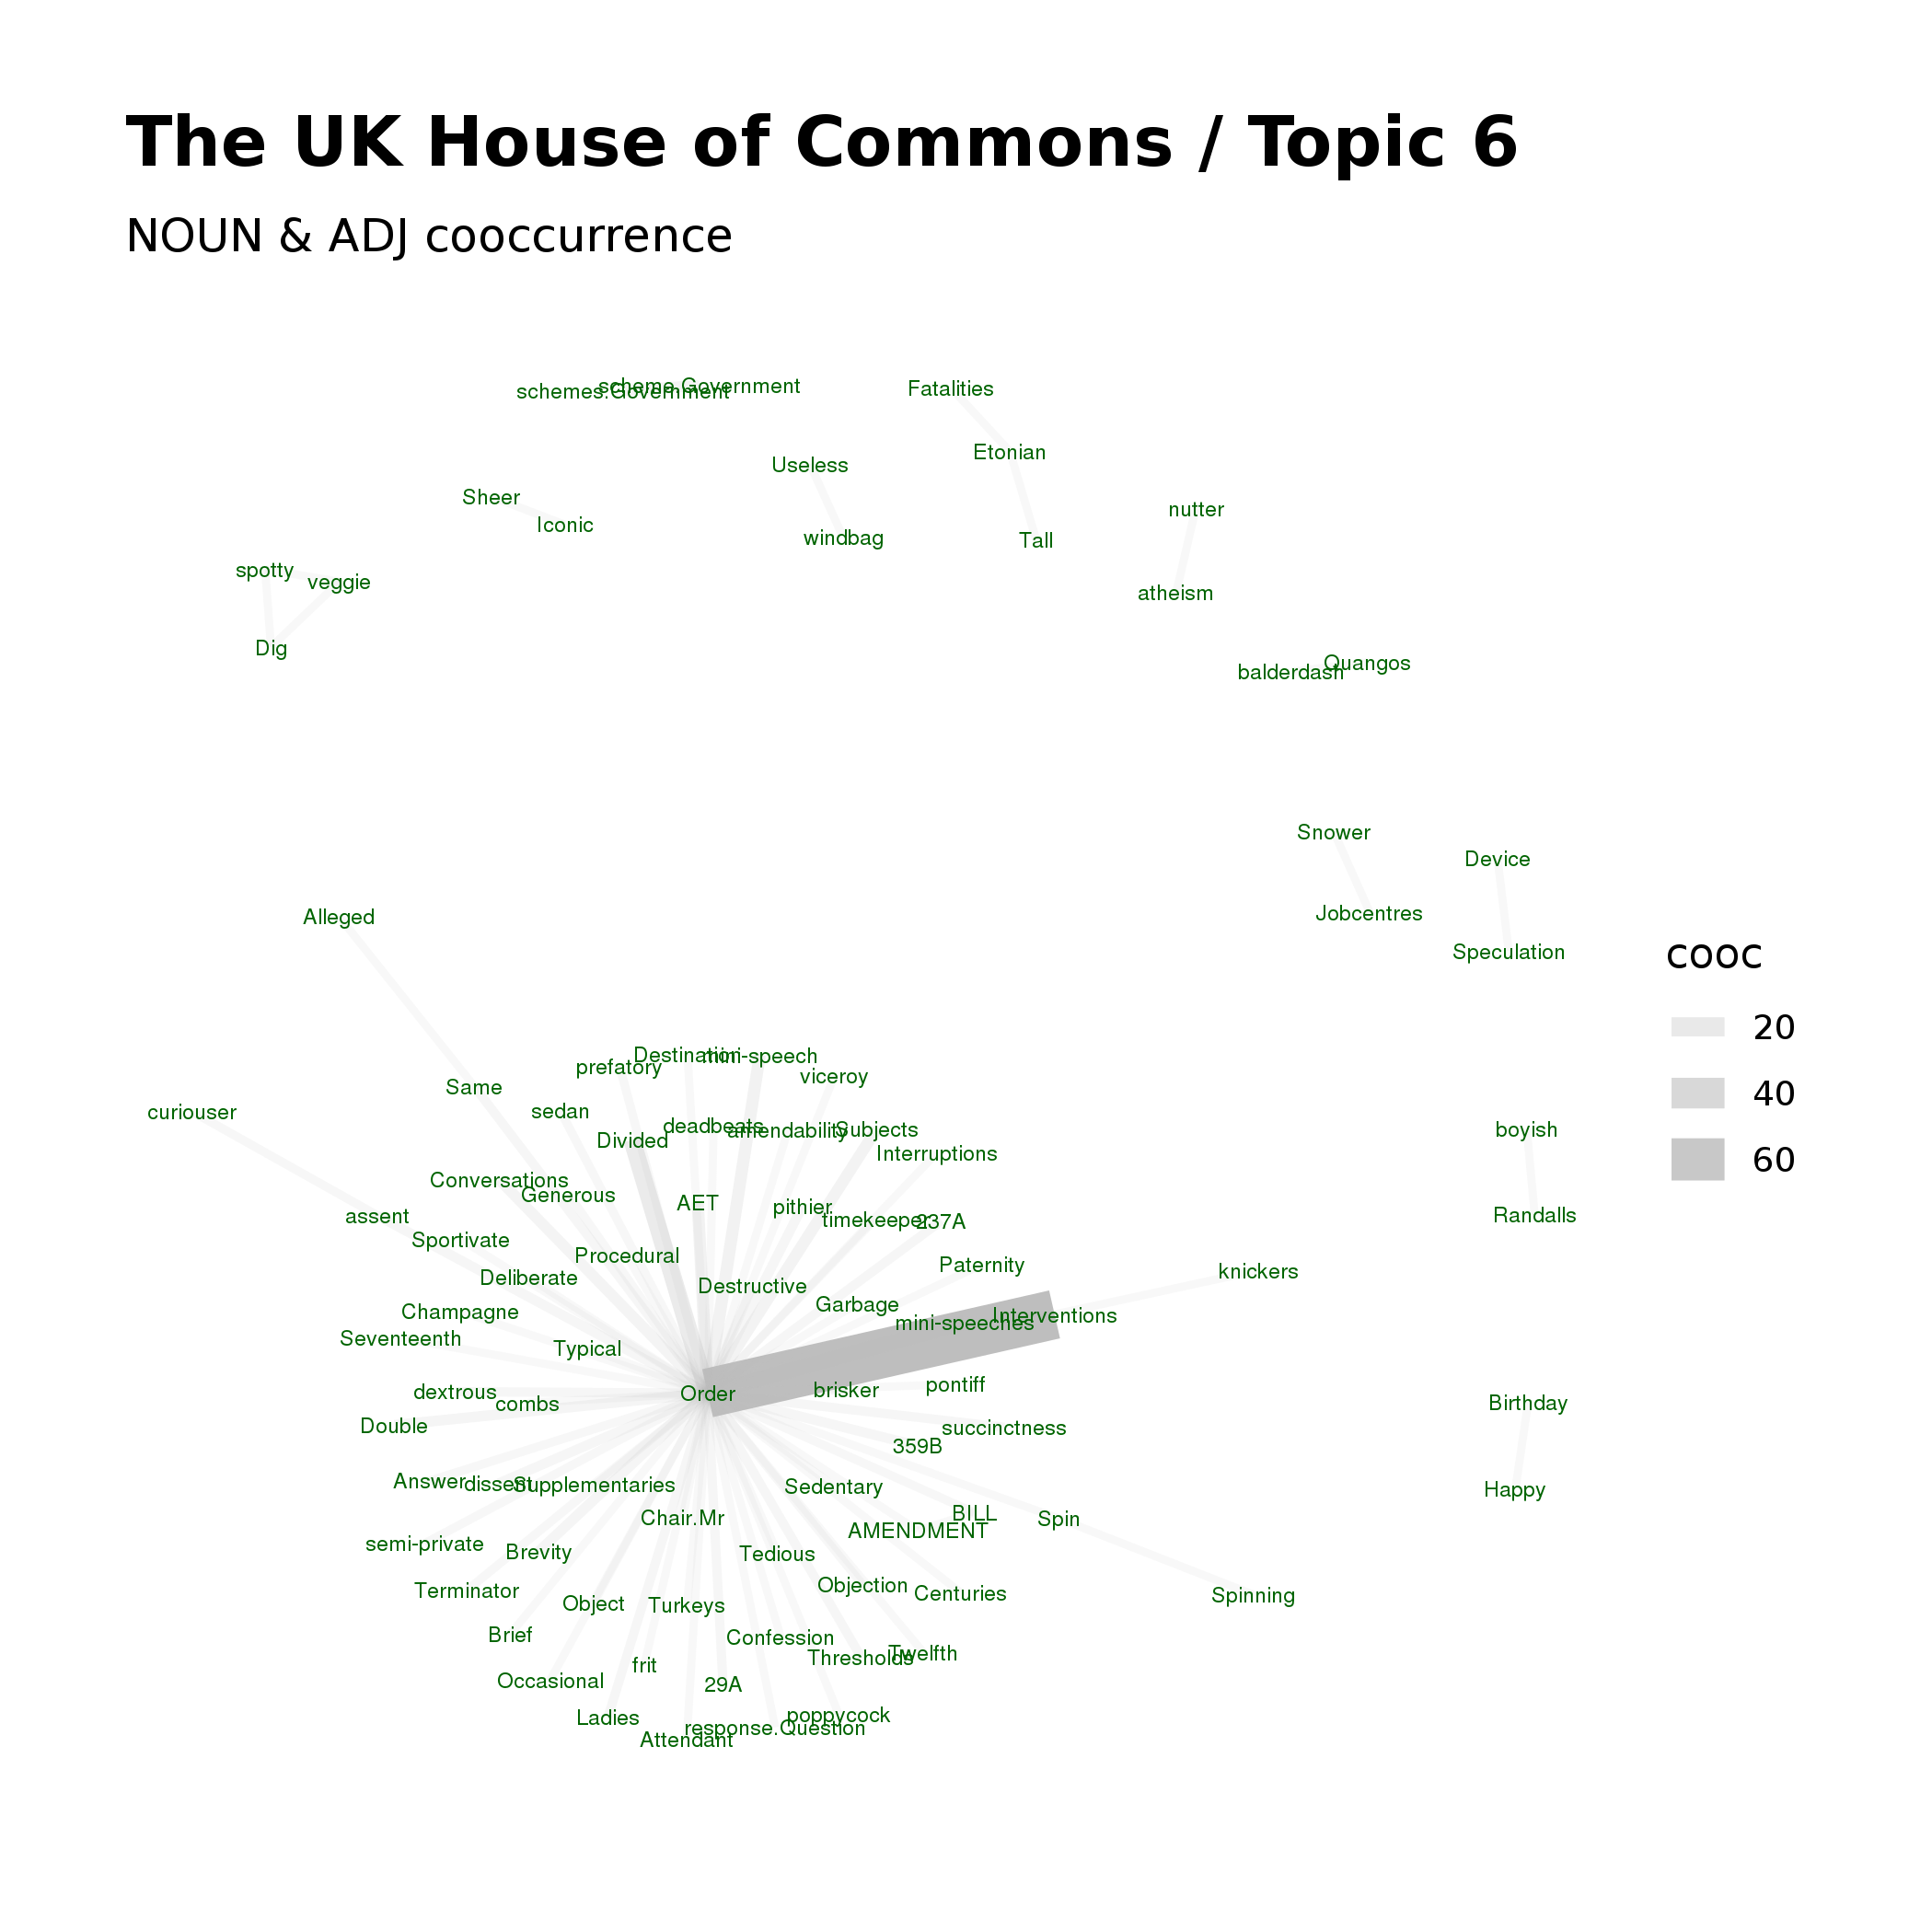 The UK House of Commons / Topic 6
NOUN & ADJ cooccurrence
scheme.Government
schemes.Government
Fatalities
Etonian
Useless
Sheer
Iconic
nutter
windbag
Tall
spotty
veggie
atheism
Dig
Quangos
balderdash
Snower
Device
Jobcentres
Alleged
Speculation
cooc
20
40
60
Destination
mini-speech
prefatory
viceroy
Same
curiouser
sedan
deadbeats
amendability
Subjects
boyish
Divided
Interruptions
Conversations
Generous
AET
pithier
assent
timekeeper
237A
Randalls
Sportivate
Procedural
Paternity
knickers
Deliberate
Destructive
Garbage
Champagne
Interventions
mini-speeches
Seventeenth
Typical
pontiff
brisker
Order
dextrous
combs
Birthday
Double
succinctness
359B
Answer
dissent
Supplementaries
Sedentary
Happy
BILL
Chair.Mr
Spin
AMENDMENT
semi-private
Brevity
Tedious
Terminator
Objection
Centuries
Spinning
Object
Turkeys
Brief
Confession
Twelfth
Thresholds
frit
Occasional
29A
Ladies
poppycock
response.Question
Attendant